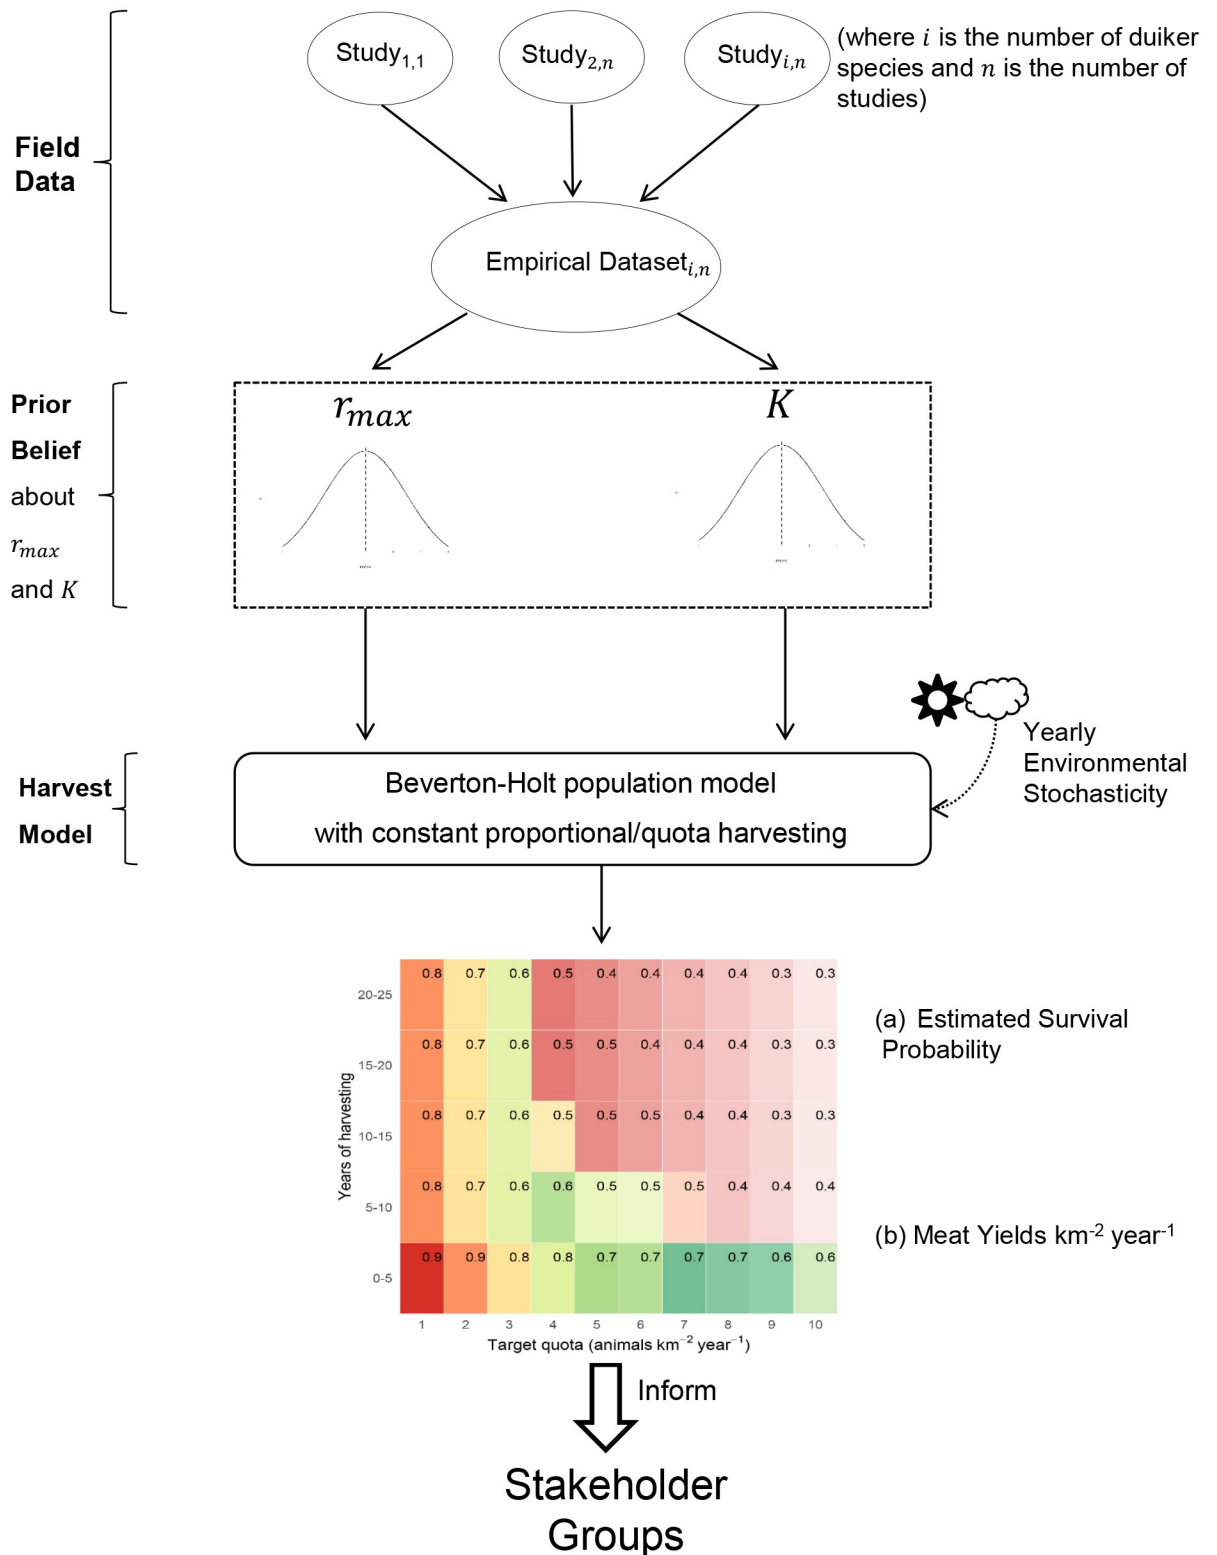 Study1,1
Study2,n
Studyi,n
(where i is the number of duiker
species and n is the number of
studies)
Field
Data
Empirical Dataseti,n
Prior
Belief
about
rmax
and K
rmax
K
Yearly
Environmental
Stochasticity
Harvest
Model
Beverton-Holt population model
with constant proportional/quota harvesting
Years of harvesting
20-25
0.8 0.7 0.6 0.5 0.4 0.4 0.4 0.4 0.3 0.3
15-20
0.8 0.7 0.6 0.5 0.5 0.4 0.4 0.4 0.3 0.3
10-15
0.8 0.7 0.6 0.5 0.5 0.5 0.4 0.4 0.3 0.3
5-10
0.8 0.7 0.6 0.6 0.5 0.5 0.5 0.4 0.4 0.4
0-5
0.9 0.9 0.8 0.8 0.7 0.7 0.7 0.7 0.6 0.6
1 2 3 4 5 6 7 8 9 10
Target quota (animals km⁻² year⁻¹)
(a) Estimated Survival
Probability
(b) Meat Yields km⁻² year⁻¹
Inform
Stakeholder
Groups